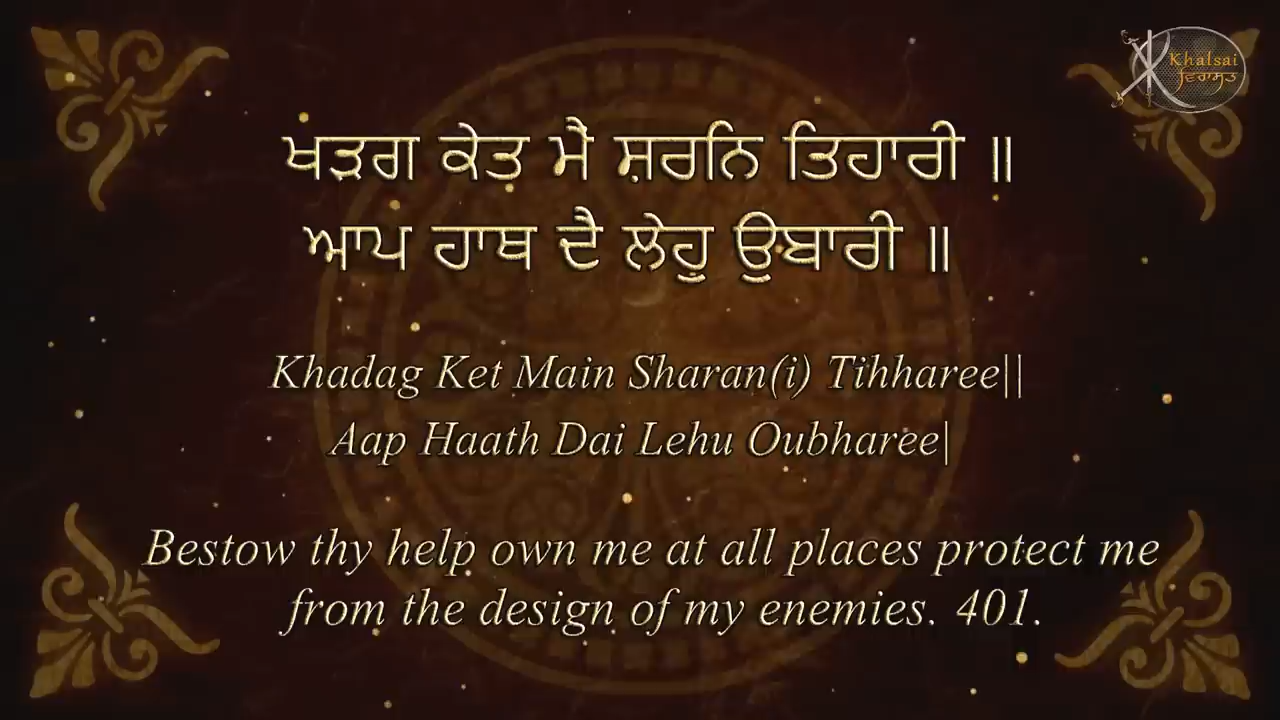 Khalsai
ਵਿਰਾਸਤ
ਖੜਗ ਕੇਤ ਮੈ ਸ਼ਰਨਿ ਤਿਹਾਰੀ ॥
ਆਪ ਹਾਥ ਦੈ ਲੇਹੁ ਉਬਾਰੀ ॥
Khadag Ket Main Sharan(i) Tihharee||
Aap Haath Dai Lehu Oubharee|
Bestow thy help own me at all places protect me
from the design of my enemies. 401.